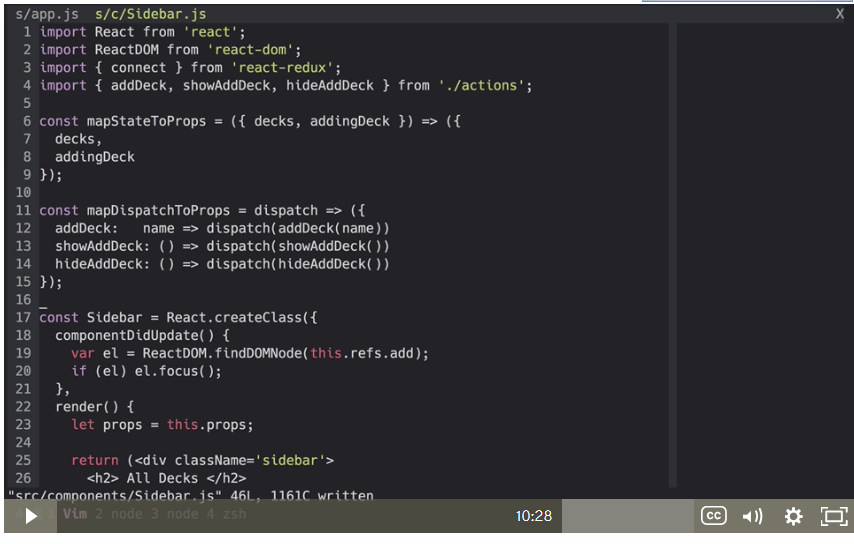 s/app.js s/c/Sidebar.js X
1 import React from 'react';
2 import ReactDOM from 'react-dom';
3 import { connect } from 'react-redux';
4 import { addDeck, showAddDeck, hideAddDeck } from './actions';
5
6 const mapStateToProps = ({ decks, addingDeck }) => ({
7   decks,
8   addingDeck
9 });
10
11 const mapDispatchToProps = dispatch => ({
12   addDeck:   name => dispatch(addDeck(name))
13   showAddDeck: () => dispatch(showAddDeck())
14   hideAddDeck: () => dispatch(hideAddDeck())
15 });
16 _
17 const Sidebar = React.createClass({
18   componentDidUpdate() {
19     var el = ReactDOM.findDOMNode(this.refs.add);
20     if (el) el.focus();
21   },
22   render() {
23     let props = this.props;
24
25     return (<div className='sidebar'>
26       <h2> All Decks </h2>
"src/components/Sidebar.js" 46L, 1161C written
Vim 2 node 3 node 4 zsh
10:28 CC